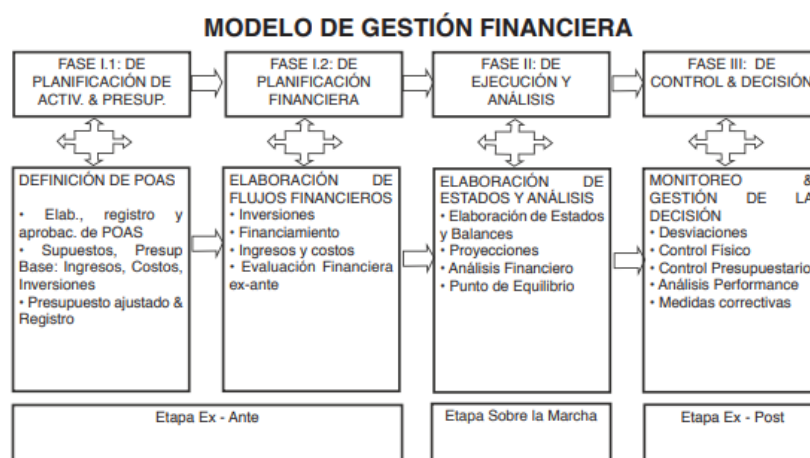 MODELO DE GESTIÓN FINANCIERA
FASE I.1: DE
PLANIFICACIÓN DE
ACTIV. & PRESUP.
FASE I.2: DE
PLANIFICACIÓN
FINANCIERA
FASE II: DE
EJECUCIÓN Y
ANÁLISIS
FASE III: DE
CONTROL & DECISIÓN
DEFINICIÓN DE POAS
• Elab., registro y
aprobac. de POAS
• Supuestos, Presup
Base: Ingresos, Costos,
Inversiones
• Presupuesto ajustado &
Registro
ELABORACIÓN DE
FLUJOS FINANCIEROS
• Inversiones
• Financiamiento
• Ingresos y costos
• Evaluación Financiera
ex-ante
ELABORACIÓN DE
ESTADOS Y ANÁLISIS
• Elaboración de Estados
y Balances
• Proyecciones
• Análisis Financiero
• Punto de Equilibrio
MONITOREO &
GESTIÓN DE LA
DECISIÓN
• Desviaciones
• Control Físico
• Control Presupuestario
• Análisis Performance
• Medidas correctivas
Etapa Ex - Ante
Etapa Sobre la Marcha
Etapa Ex - Post